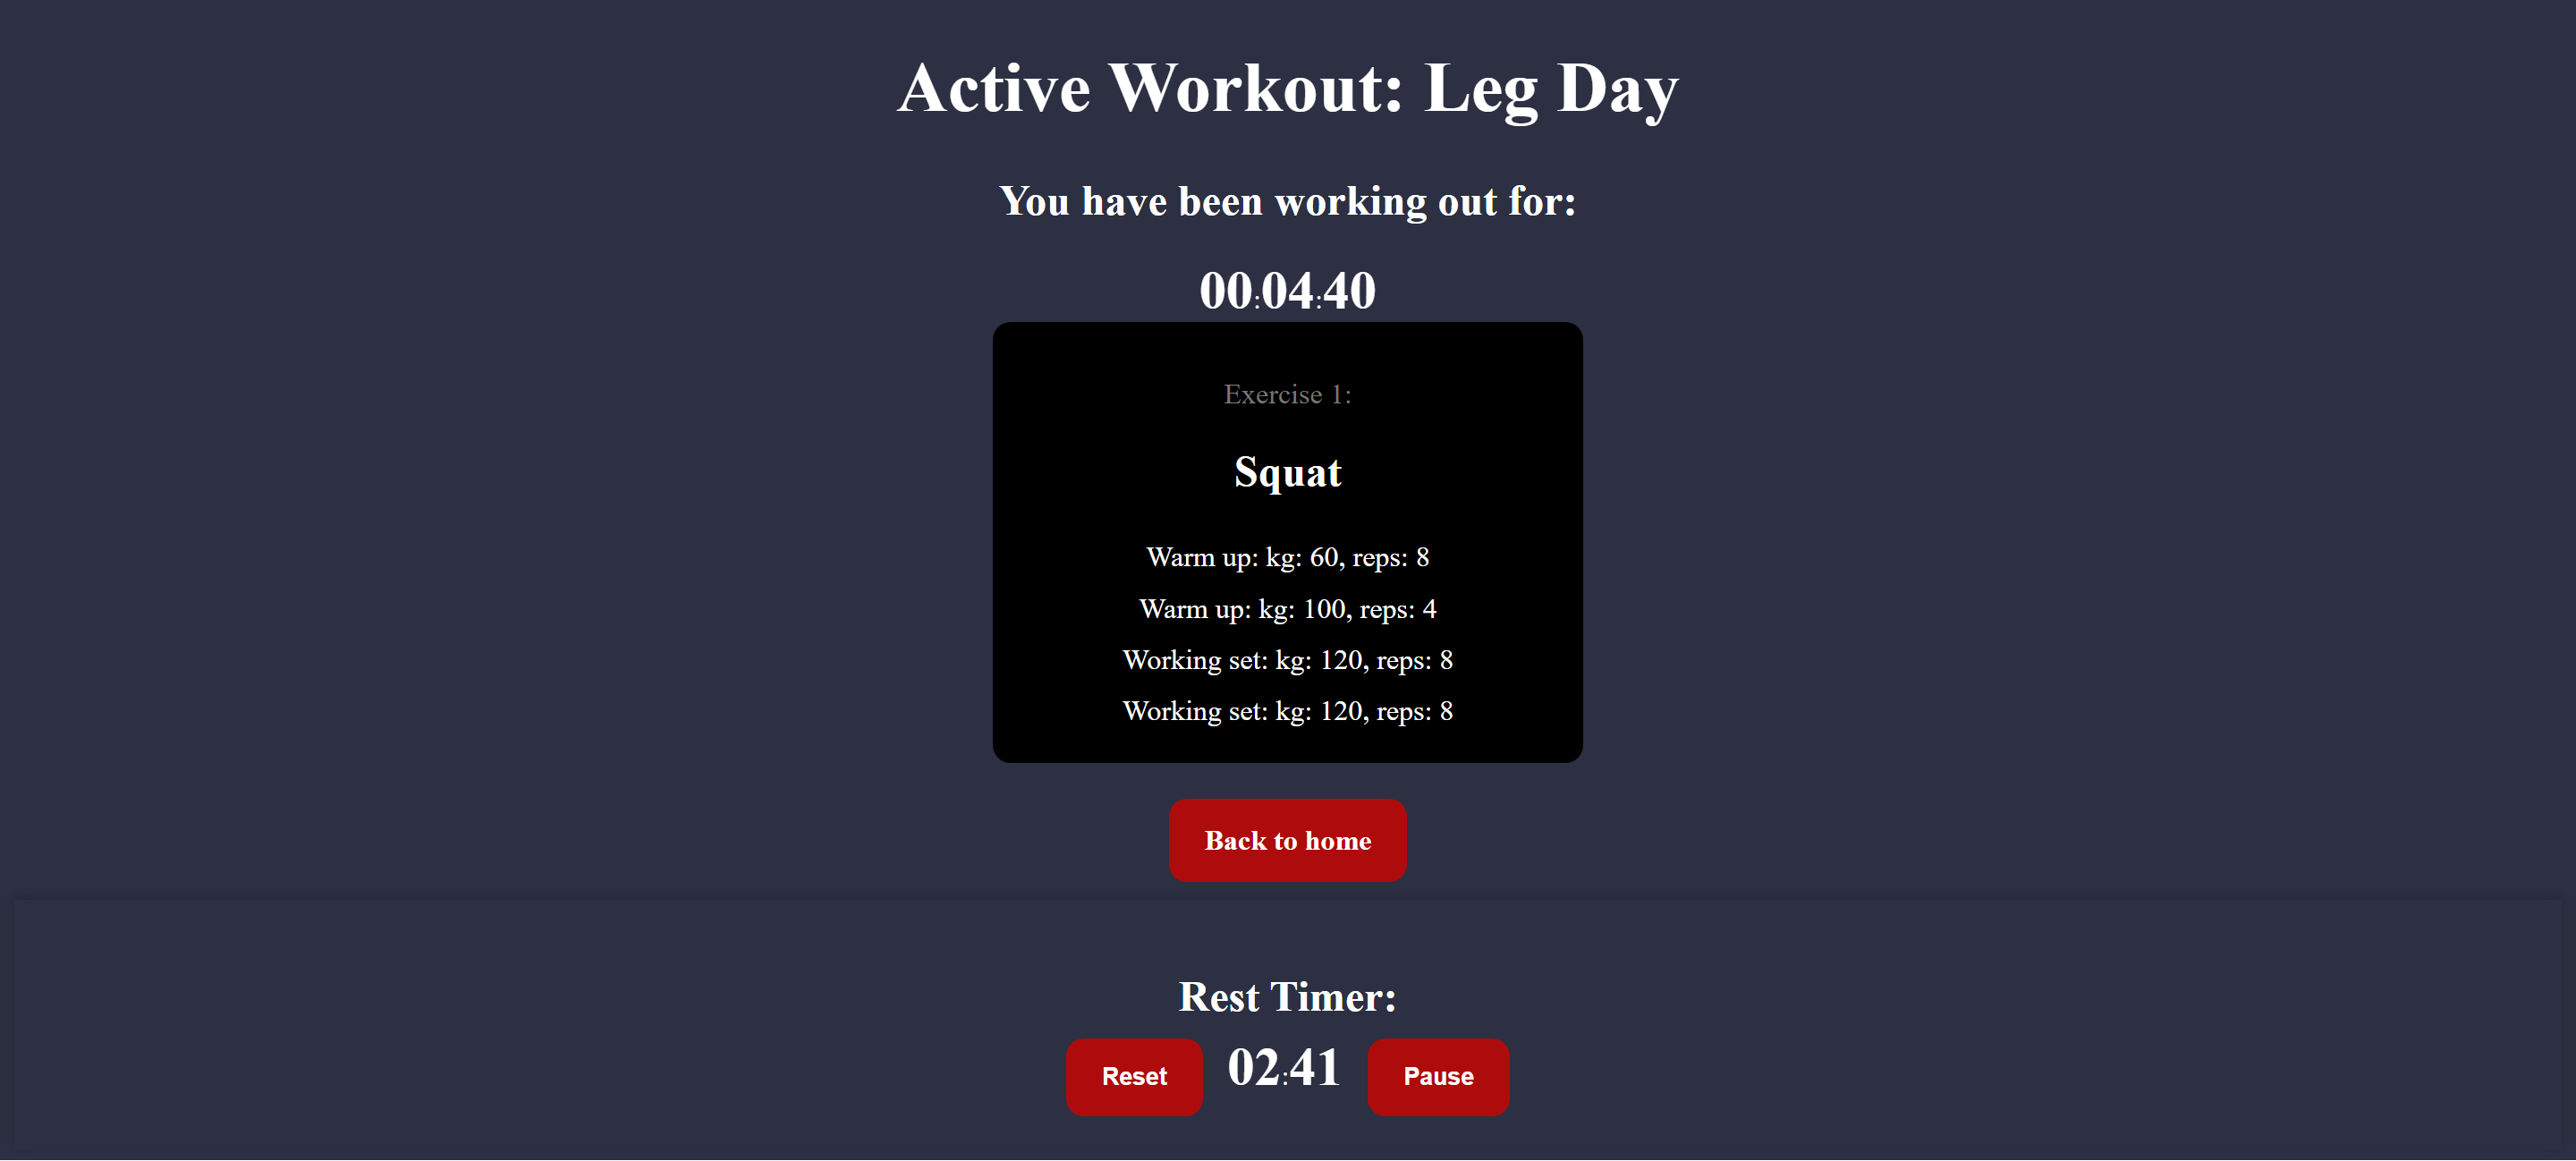 Active Workout: Leg Day
You have been working out for:
00:04:40
Exercise 1:
Squat
Warm up: kg: 60, reps: 8
Warm up: kg: 100, reps: 4
Working set: kg: 120, reps: 8
Working set: kg: 120, reps: 8
Back to home
Rest Timer:
Reset 02:41 Pause